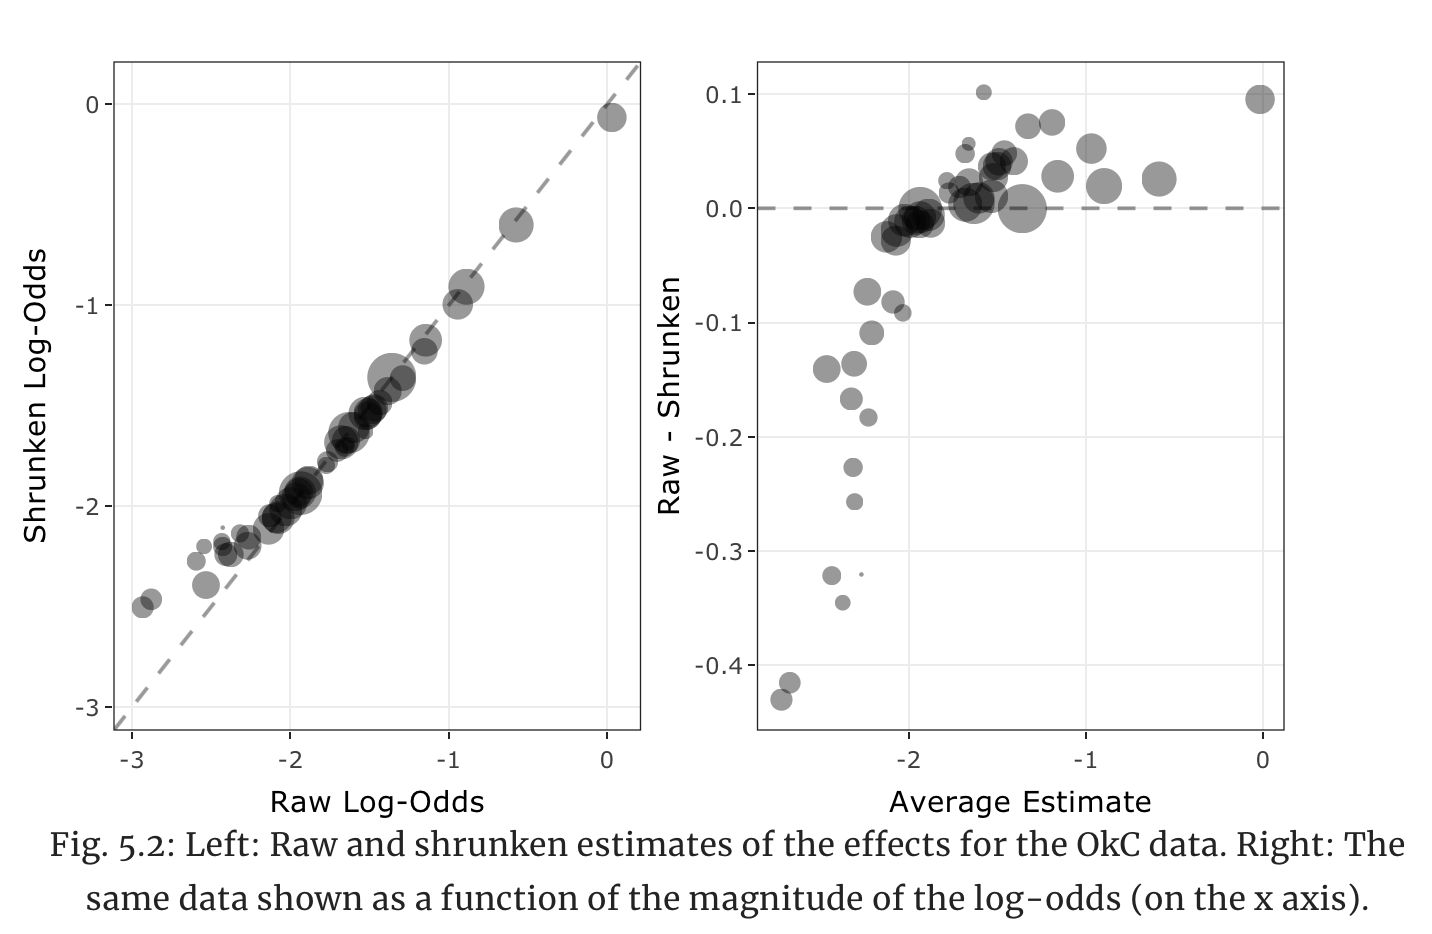 0
-1
-2
-3
Shrunken Log-Odds
-3
-2
-1
0
Raw Log-Odds
0.1
0.0
-0.1
-0.2
-0.3
-0.4
Raw - Shrunken
-2
-1
0
Average Estimate
Fig. 5.2: Left: Raw and shrunken estimates of the effects for the OkC data. Right: The
same data shown as a function of the magnitude of the log-odds (on the x axis).